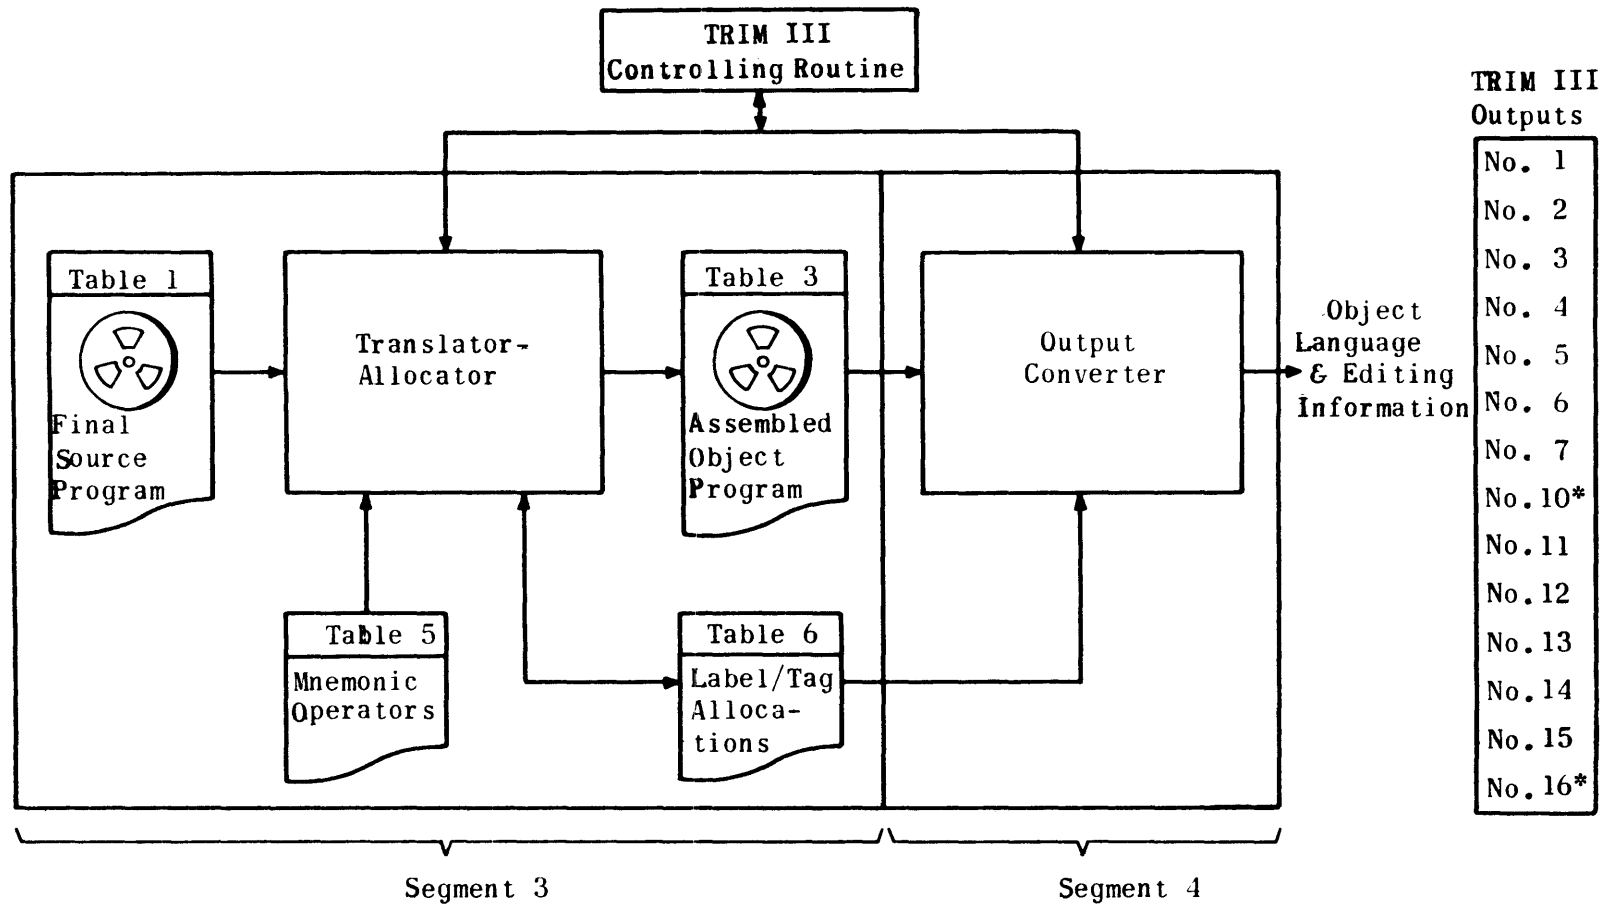 TRIM III
Controlling Routine
TRIM III
Outputs
No. 1
No. 2
No. 3
No. 4
No. 5
No. 6
No. 7
No.10*
No.11
No.12
No.13
No.14
No.15
No.16*
Table 1
Final
Source
Program
Translator-
Allocator
Table 3
Assembled
Object
Program
Output
Converter
Object
Language
& Editing
Information
Table 5
Mnemonic
Operators
Table 6
Label/Tag
Alloca-
tions
Segment 3
Segment 4